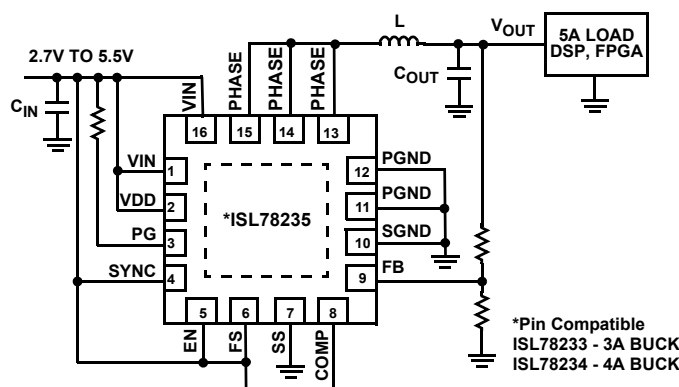 L
VOUT
5A LOAD
DSP, FPGA
2.7V TO 5.5V
COUT
CIN
VIN
PHASE
PHASE
PHASE
16
15
14
13
VIN
1
VDD
2
PG
3
SYNC
4
*ISL78235
PGND
12
PGND
11
SGND
10
FB
9
5
6
7
8
EN
FS
SS
COMP
*Pin Compatible
ISL78233 - 3A BUCK
ISL78234 - 4A BUCK